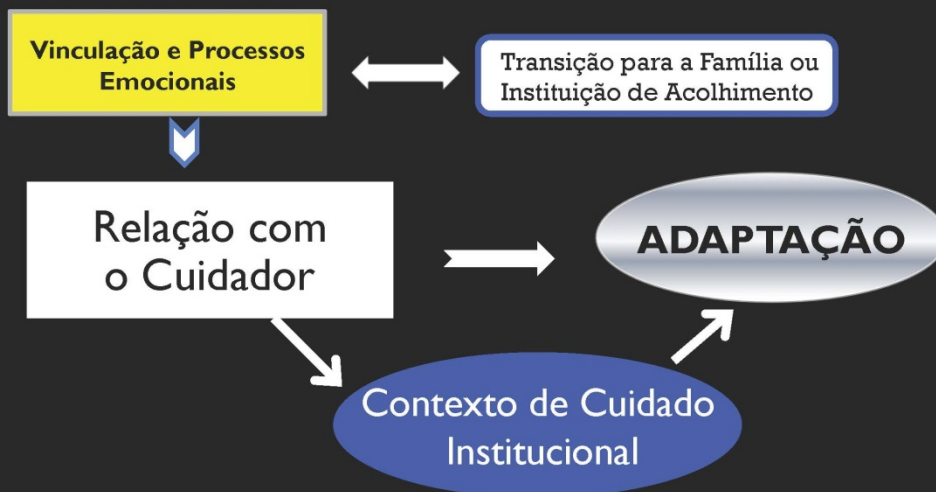 Vinculação e Processos
Emocionais
Transição para a Família ou
Instituição de Acolhimento
Relação com
o Cuidador
ADAPTAÇÃO
Contexto de Cuidado
Institucional